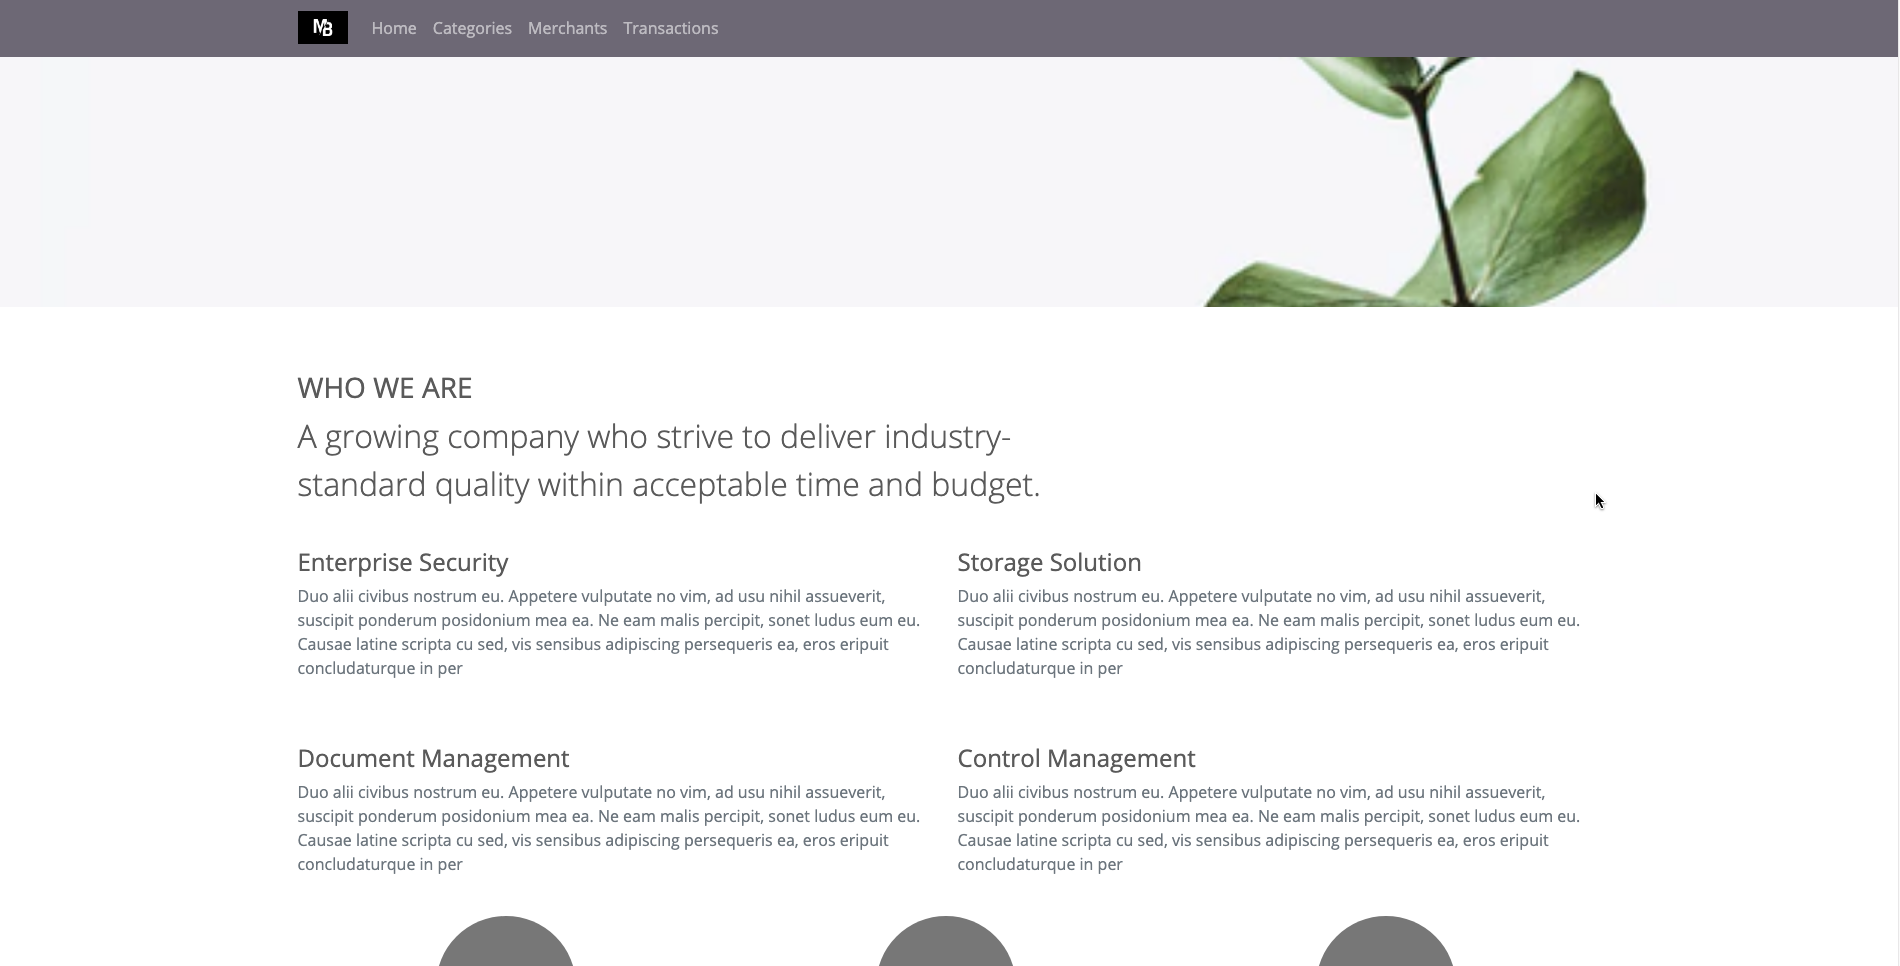 MB
Home Categories Merchants Transactions
WHO WE ARE
A growing company who strive to deliver industry-
standard quality within acceptable time and budget.
Enterprise Security
Duo alii civibus nostrum eu. Appetere vulputate no vim, ad usu nihil assueverit,
suscipit ponderum posidonium mea ea. Ne eam malis percipit, sonet ludus eum eu.
Causae latine scripta cu sed, vis sensibus adipiscing persequeris ea, eros eripuit
concludaturque in per
Storage Solution
Duo alii civibus nostrum eu. Appetere vulputate no vim, ad usu nihil assueverit,
suscipit ponderum posidonium mea ea. Ne eam malis percipit, sonet ludus eum eu.
Causae latine scripta cu sed, vis sensibus adipiscing persequeris ea, eros eripuit
concludaturque in per
Document Management
Duo alii civibus nostrum eu. Appetere vulputate no vim, ad usu nihil assueverit,
suscipit ponderum posidonium mea ea. Ne eam malis percipit, sonet ludus eum eu.
Causae latine scripta cu sed, vis sensibus adipiscing persequeris ea, eros eripuit
concludaturque in per
Control Management
Duo alii civibus nostrum eu. Appetere vulputate no vim, ad usu nihil assueverit,
suscipit ponderum posidonium mea ea. Ne eam malis percipit, sonet ludus eum eu.
Causae latine scripta cu sed, vis sensibus adipiscing persequeris ea, eros eripuit
concludaturque in per